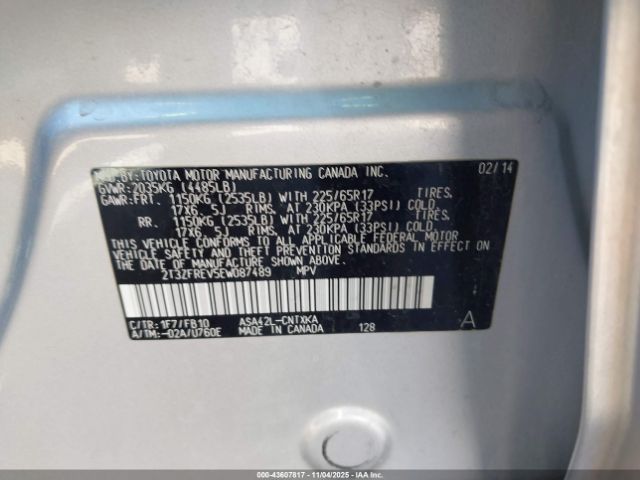 MFD.BY:TOYOTA MOTOR MANUFACTURING CANADA INC. 02/14
GVWR:2035KG (4485LB)
GAWR:FRT. 1150KG (2535LB) WITH 225/65R17 TIRES,
17X6.5J RIMS, AT 230KPA (33PSI) COLD.
RR. 1150KG (2535LB) WITH 225/65R17 TIRES,
17X6.5J RIMS, AT 230KPA (33PSI) COLD.
THIS VEHICLE CONFORMS TO ALL APPLICABLE FEDERAL MOTOR
VEHICLE SAFETY AND THEFT PREVENTION STANDARDS IN EFFECT ON
THE DATE OF MANUFACTURE SHOWN ABOVE.
2T3ZFREV5EW087489 MPV
C/TR:1F7/FB10 ASA42L-CNTXKA
A/TM:-02A/U760E MADE IN CANADA 128 A
000-43607817 - 11/04/2025 - IAAI.COM